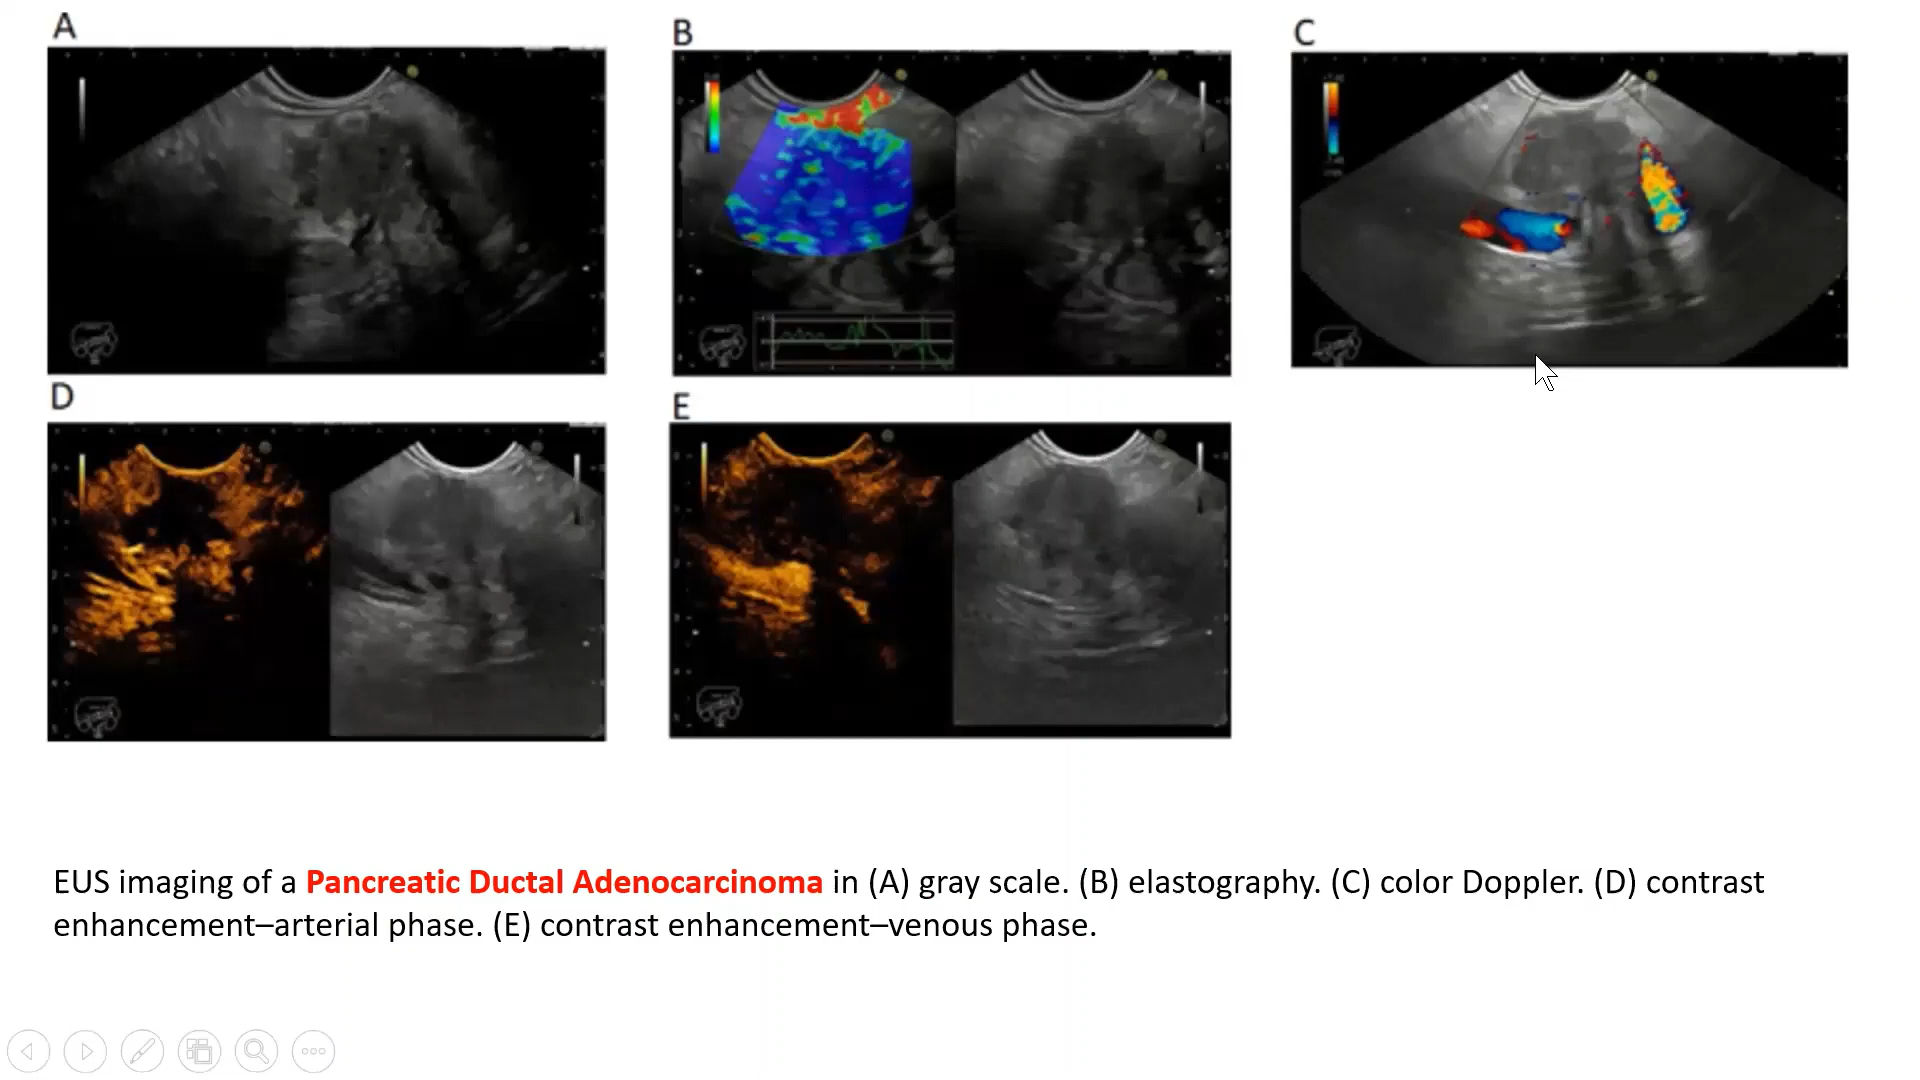 A
B
C
D
E
EUS imaging of a Pancreatic Ductal Adenocarcinoma in (A) gray scale. (B) elastography. (C) color Doppler. (D) contrast
enhancement–arterial phase. (E) contrast enhancement–venous phase.